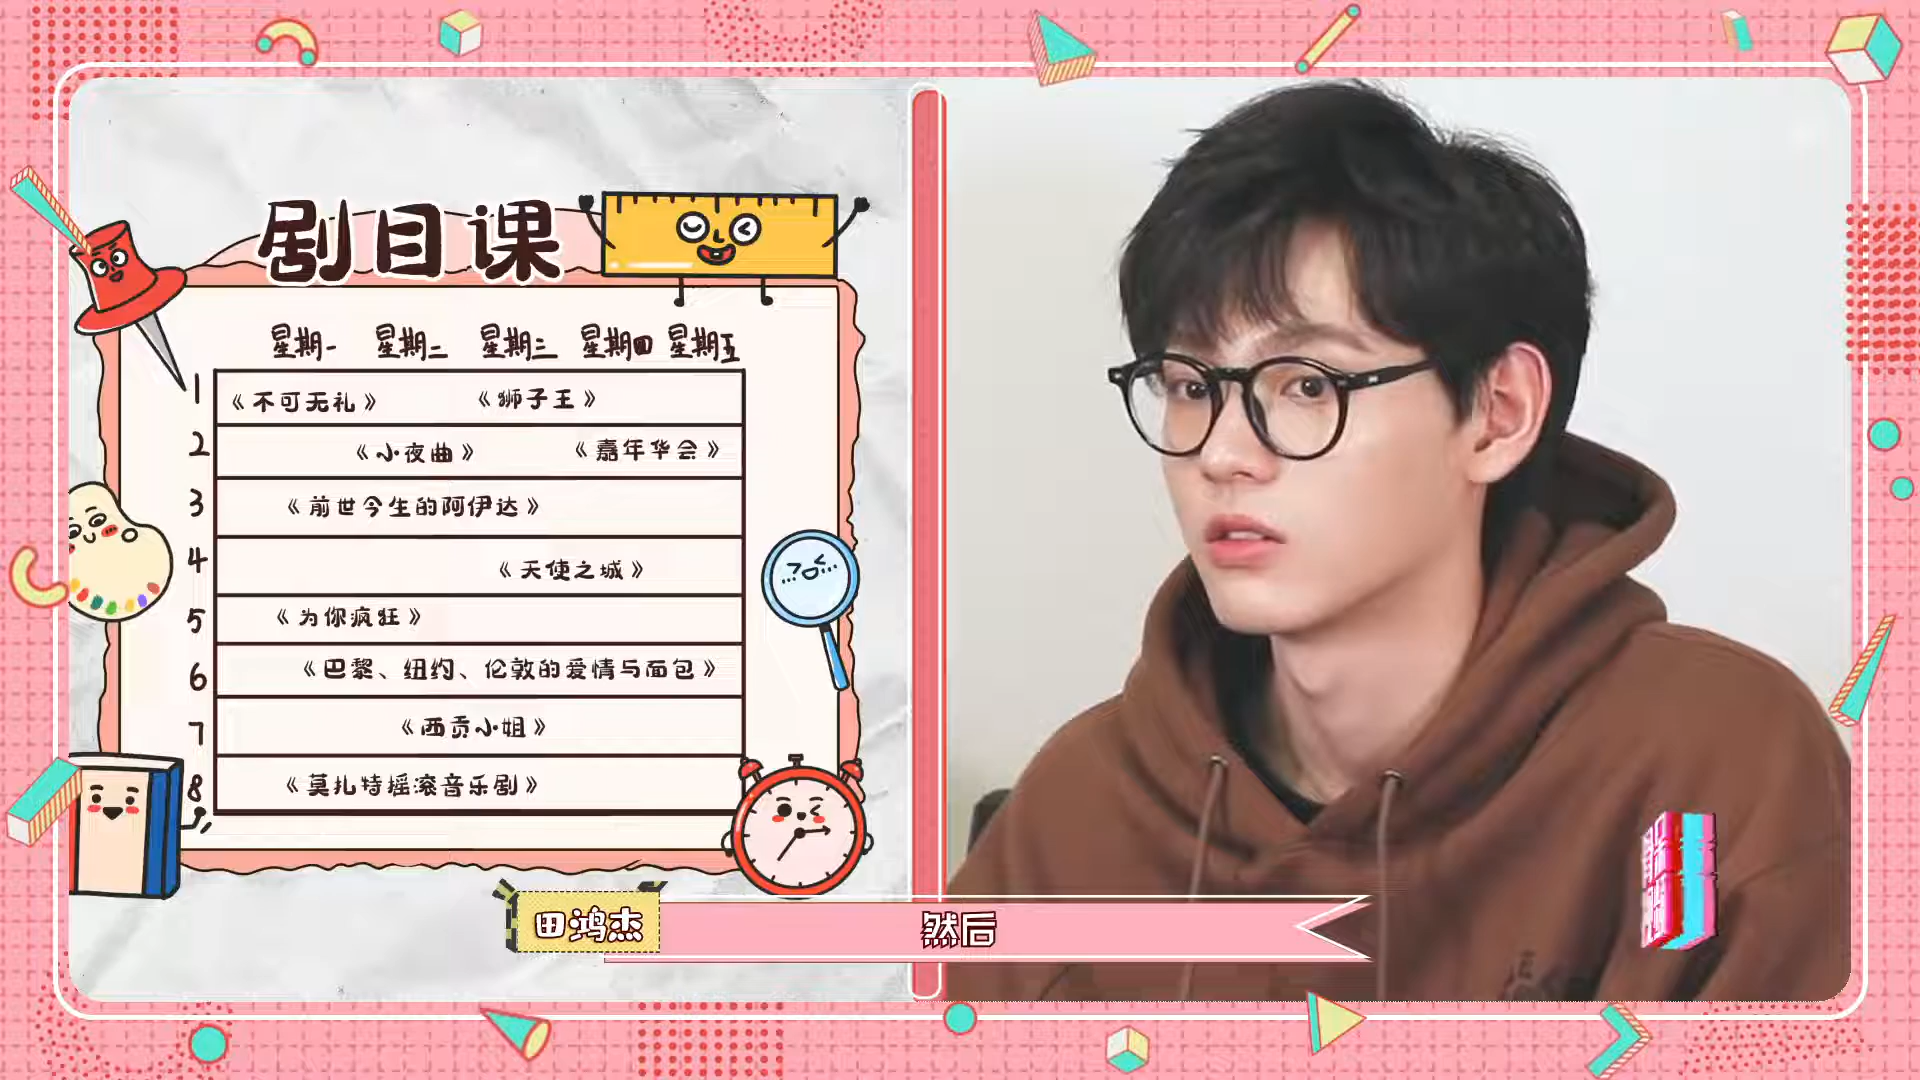 剧目课
星期一 星期二 星期三 星期四 星期五
1 《不可无礼》 《狮子王》
2 《小夜曲》 《嘉年华会》
3 《前世今生的阿伊达》
4 《天使之城》
5 《为你疯狂》
6 《巴黎、纽约、伦敦的爱情与面包》
7 《西贡小姐》
8 《莫扎特摇滚音乐剧》
田鸿杰 然后